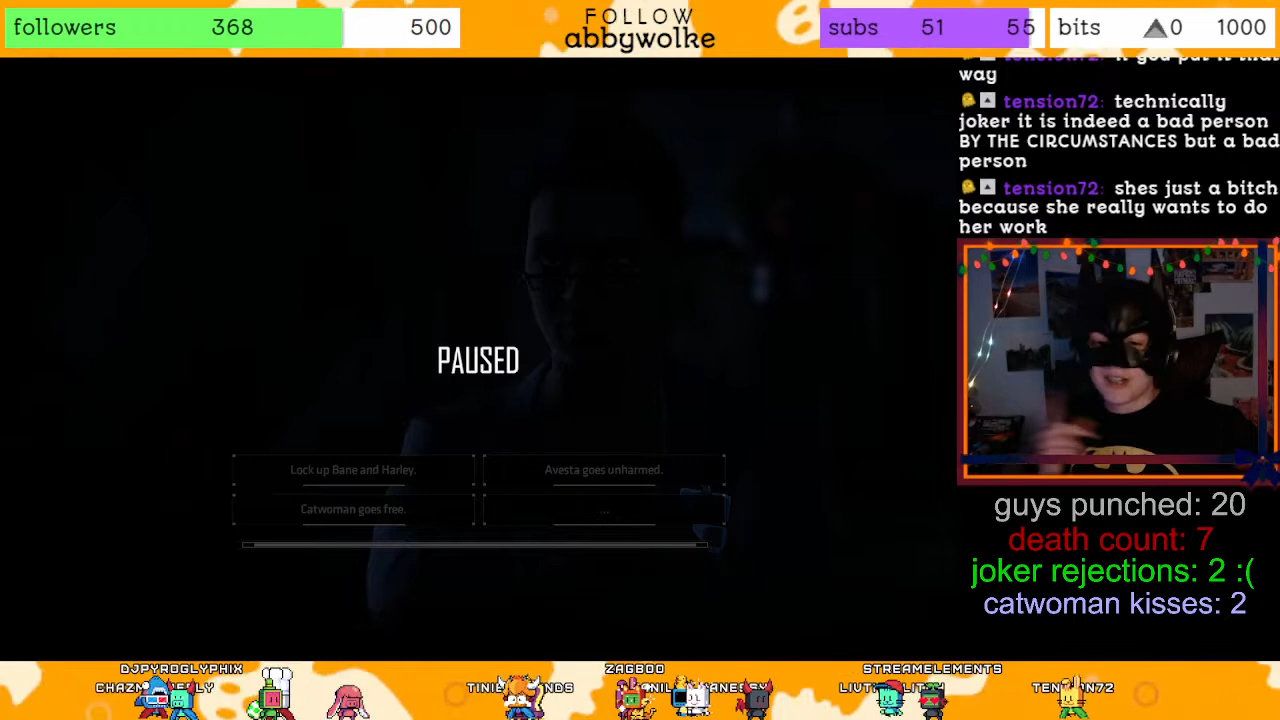 followers 368 500
FOLLOW
abbywolke
subs 51 55
bits 0 1000
way
tension72: technically
joker it is indeed a bad person
BY THE CIRCUMSTANCES but a bad
person
tension72: shes just a bitch
because she really wants to do
her work
PAUSED
Lock up Bane and Harley.
Avesta goes unharmed.
Catwoman goes free.
...
guys punched: 20
death count: 7
joker rejections: 2 :(
catwoman kisses: 2
DJPYROGLYPHIX
ZAGBOO
STREAMELEMENTS